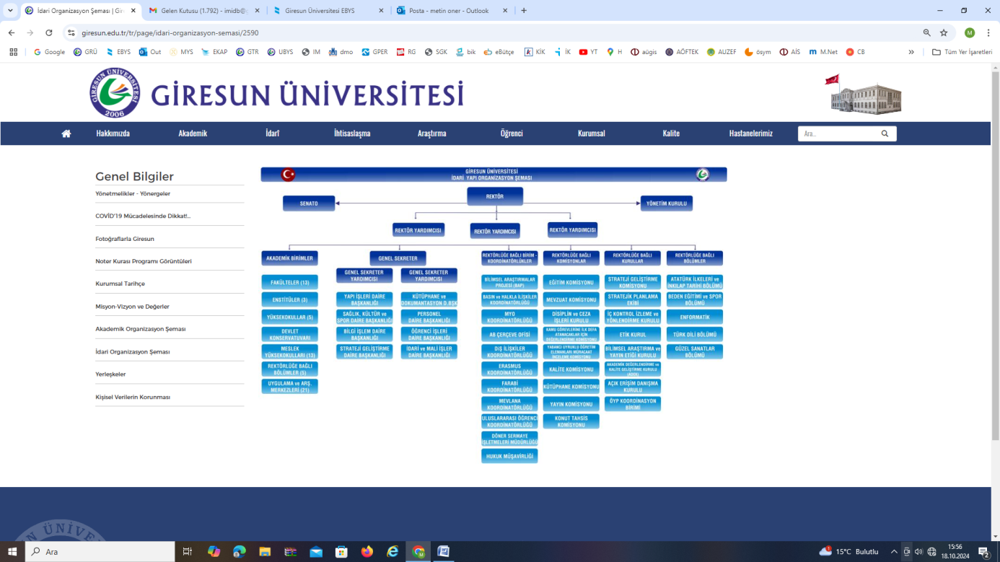 İdari Organizasyon Şeması | Gir
Gelen Kutusu (1.792) - imidb@g
Giresun Üniversitesi EBYS
Posta - metin oner - Outlook
giresun.edu.tr/tr/page/idari-organizasyon-semasi/2590
M
Google GRÜ EBYS Out MYS EKAP GTR UBYS IM dmo GPER RG SGK bik eBütçe KİK İK YT H aügis AÖFTEK AUZEF ösym AİS M.Net CB » Tüm Yer İşaretleri
GİRESUN ÜNİVERSİTESİ
2006
GİRESUN ÜNİVERSİTESİ
Hakkımızda Akademik İdarî İhtisaslaşma Araştırma Öğrenci Kurumsal Kalite Hastanelerimiz Ara...
Genel Bilgiler
Yönetmelikler - Yönergeler
COVİD'19 Mücadelesinde Dikkat!...
Fotoğraflarla Giresun
Noter Kurası Programı Görüntüleri
Kurumsal Tarihçe
Misyon-Vizyon ve Değerler
Akademik Organizasyon Şeması
İdari Organizasyon Şeması
Yerleşkeler
Kişisel Verilerin Korunması
GİRESUN ÜNİVERSİTESİ
İDARİ YAPI ORGANİZASYON ŞEMASI
REKTÖR
SENATO
YÖNETİM KURULU
REKTÖR YARDIMCISI
REKTÖR YARDIMCISI
REKTÖR YARDIMCISI
AKADEMİK BİRİMLER
FAKÜLTELER (13)
ENSTİTÜLER (3)
YÜKSEKOKULLAR (5)
DEVLET
KONSERVATUVARI
MESLEK
YÜKSEKOKULLARI (13)
REKTÖRLÜĞE BAĞLI
BÖLÜMLER (5)
UYGULAMA ve ARŞ.
MERKEZLERİ (21)
GENEL SEKRETER
GENEL SEKRETER
YARDIMCISI
YAPI İŞLERİ DAİRE
BAŞKANLIĞI
SAĞLIK, KÜLTÜR ve
SPOR DAİRE BAŞKANLIĞI
BİLGİ İŞLEM DAİRE
BAŞKANLIĞI
STRATEJİ GELİŞTİRME
DAİRE BAŞKANLIĞI
GENEL SEKRETER
YARDIMCISI
KÜTÜPHANE ve
DOKUMANTASYON D.BŞK
PERSONEL
DAİRE BAŞKANLIĞI
ÖĞRENCİ İŞLERİ
DAİRE BAŞKANLIĞI
İDARİ ve MALİ İŞLER
DAİRE BAŞKANLIĞI
REKTÖRLÜĞE BAĞLI BİRİM -
KOORDİNATÖRLÜKLER
BİLİMSEL ARAŞTIRMALAR
PROJESİ (BAP)
BASIN ve HALKLA İLİŞKİLER
KOORDİNATÖRLÜĞÜ
MYO
KOORDİNATÖRLÜĞÜ
AB ÇERÇEVE OFİSİ
DIŞ İLİŞKİLER
KOORDİNATÖRLÜĞÜ
ERASMUS
KOORDİNATÖRLÜĞÜ
FARABİ
KOORDİNATÖRLÜĞÜ
MEVLANA
KOORDİNATÖRLÜĞÜ
ULUSLARARASI ÖĞRENCİ
KOORDİNATÖRLÜĞÜ
DÖNER SERMAYE
İŞLETMELERİ MÜDÜRLÜĞÜ
HUKUK MÜŞAVİRLİĞİ
REKTÖRLÜĞE BAĞLI
KOMİSYONLAR
EĞİTİM KOMİSYONU
MEVZUAT KOMİSYONU
DİSİPLİN ve CEZA
İŞLERİ KURULU
KAMU GÖREVLERİNE İLK DEFA
ATANACAKLAR İÇİN
DEĞERLENDİRME KOMİSYONU
YABANCI UYRUKLU ÖĞRETİM
ELEMANLARI MÜRACAAT
İNCELEME KOMİSYONU
KALİTE KOMİSYONU
KÜTÜPHANE KOMİSYONU
YAYIN KOMİSYONU
KONUT TAHSİS
KOMİSYONU
REKTÖRLÜĞE BAĞLI
KURULLAR
STRATEJİ GELİŞTİRME
KOMİSYONU
STRATEJİK PLANLAMA
EKİBİ
İÇ KONTROL İZLEME ve
YÖNLENDİRME KURULU
ETİK KURUL
BİLİMSEL ARAŞTIRMA ve
YAYIN ETİĞİ KURULU
AKADEMİK DEĞERLENDİRME ve
KALİTE GELİŞTİRME KURULU
(ADEK)
AÇIK ERİŞİM DANIŞMA
KURULU
ÖYP KOORDİNASYON
BİRİMİ
REKTÖRLÜĞE BAĞLI
BÖLÜMLER
ATATÜRK İLKELERİ ve
İNKILAP TARİHİ BÖLÜMÜ
BEDEN EĞİTİMİ ve SPOR
BÖLÜMÜ
ENFORMATİK
TÜRK DİLİ BÖLÜMÜ
GÜZEL SANATLAR
BÖLÜMÜ
Ara
15°C Bulutlu
15:56
18.10.2024
2